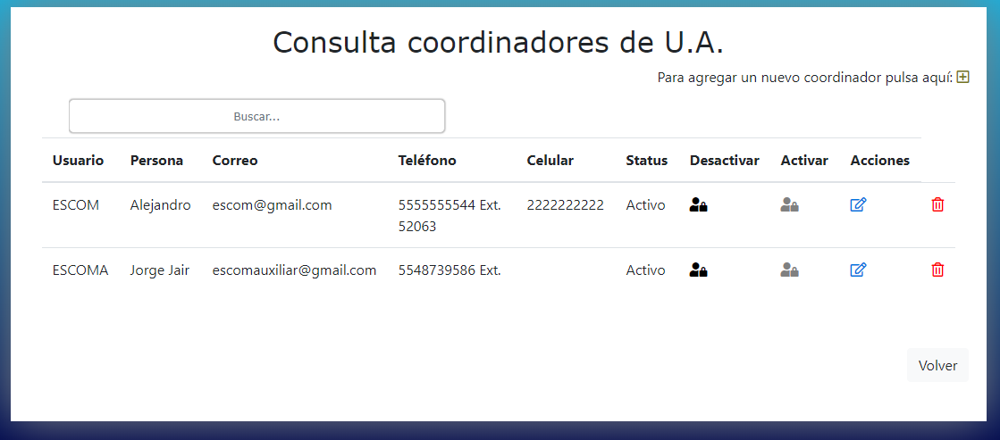 Consulta coordinadores de U.A.
Para agregar un nuevo coordinador pulsa aquí:
Buscar...
Usuario Persona Correo Teléfono Celular Status Desactivar Activar Acciones
ESCOM Alejandro escom@gmail.com 5555555544 Ext. 2222222222 Activo
52063
ESCOMA Jorge Jair escomauxiliar@gmail.com 5548739586 Ext. Activo
Volver